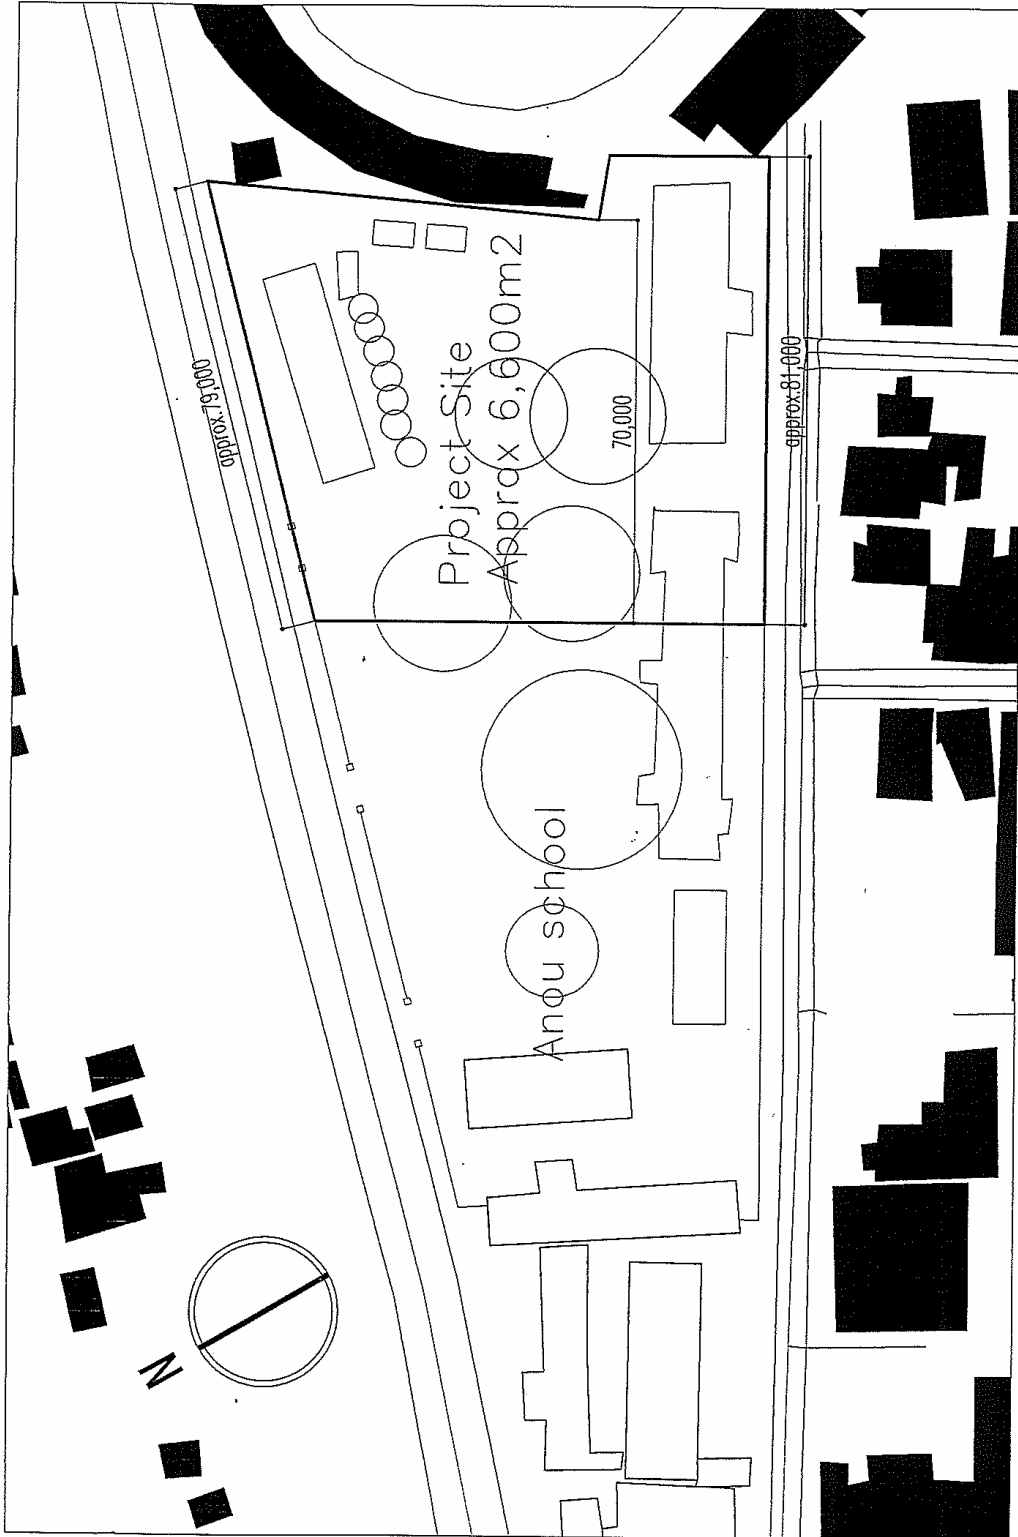 approx.79,000
Project Site
Approx 6,600m2
70,000
approx.81.000
Anou school
N